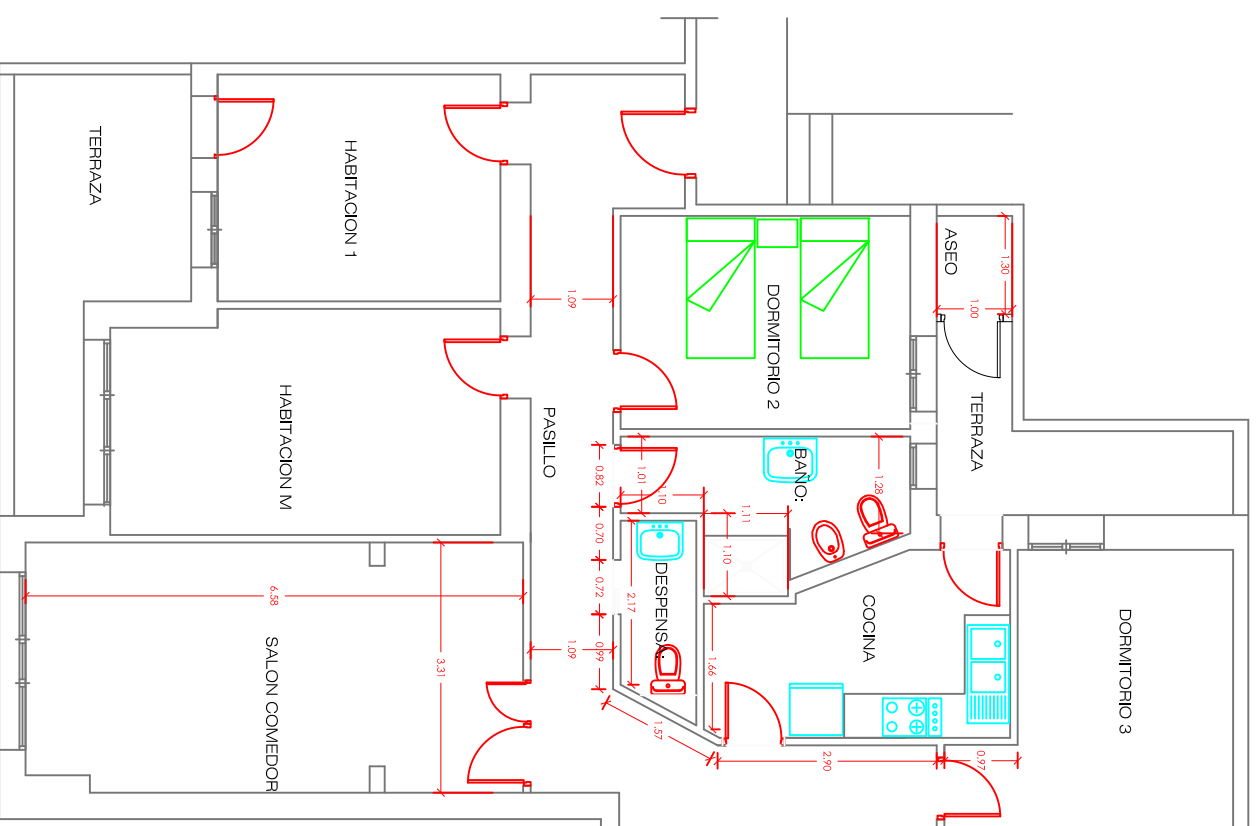 TERRAZA
HABITACION 1
ASEO
1.30
1.00
1.09
DORMITORIO 2
HABITACION M
PASILLO
TERRAZA
BAÑO:
0.82
1.01
1.10
1.28
1.11
0.70
1.10
0.72
2.17
DESPENSA:
COCINA
DORMITORIO 3
6.58
SALON COMEDOR
3.31
1.09
0.99
1.66
1.57
2.90
0.97